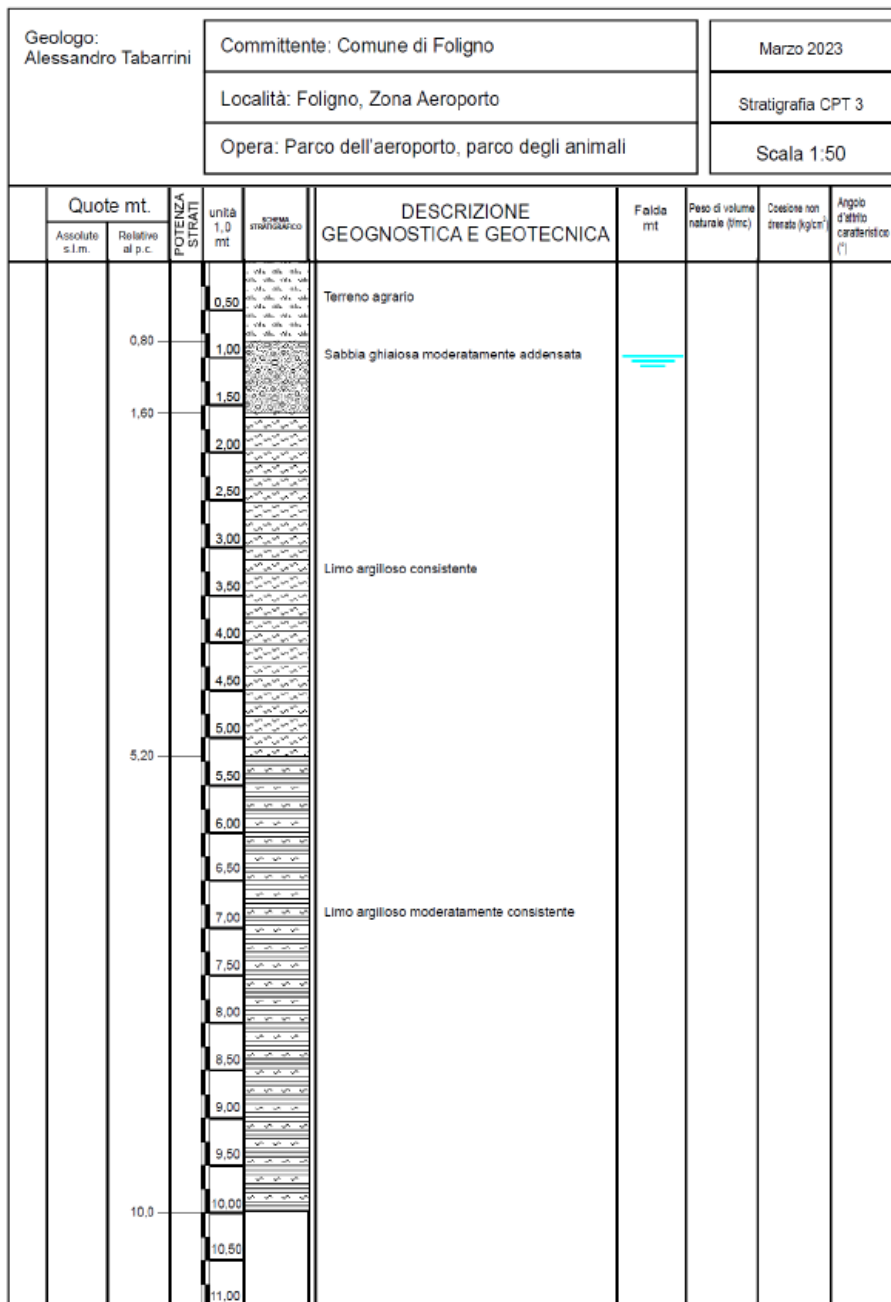 Geologo:
Alessandro Tabarrini
Committente: Comune di Foligno
Località: Foligno, Zona Aeroporto
Opera: Parco dell'aeroporto, parco degli animali
Marzo 2023
Stratigrafia CPT 3
Scala 1:50
Quote mt.
Assolute
s.l.m.
Relative
al p.c.
POTENZA
STRATI
unità
1,0
mt
SCHEMA
STRATIGRAFICO
DESCRIZIONE
GEOGNOSTICA E GEOTECNICA
Falda
mt
Peso di volume
naturale (t/mc)
Coesione non
drenata (kg/cm²)
Angolo
d'attrito
caratteristico
(°)
0,50
Terreno agrario
0,80
1,00
Sabbia ghiaiosa moderatamente addensata
1,50
1,60
2,00
2,50
3,00
Limo argilloso consistente
3,50
4,00
4,50
5,00
5,20
5,50
6,00
6,50
Limo argilloso moderatamente consistente
7,00
7,50
8,00
8,50
9,00
9,50
10,00
10,0
10,50
11,00